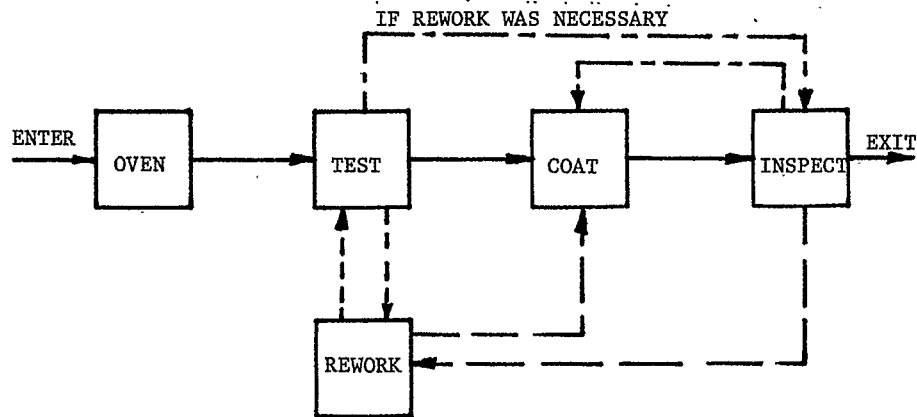 IF REWORK WAS NECESSARY
ENTER
OVEN
TEST
COAT
INSPECT
EXIT
REWORK